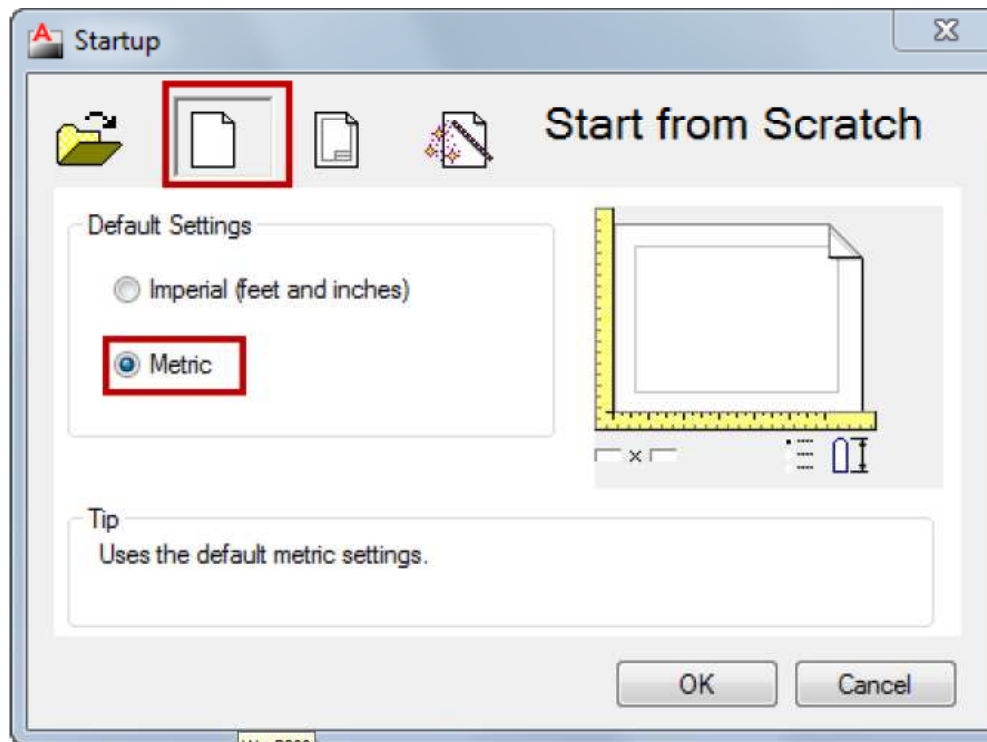 Startup
Start from Scratch
Default Settings
Imperial (feet and inches)
Metric
Tip
Uses the default metric settings.
OK
Cancel